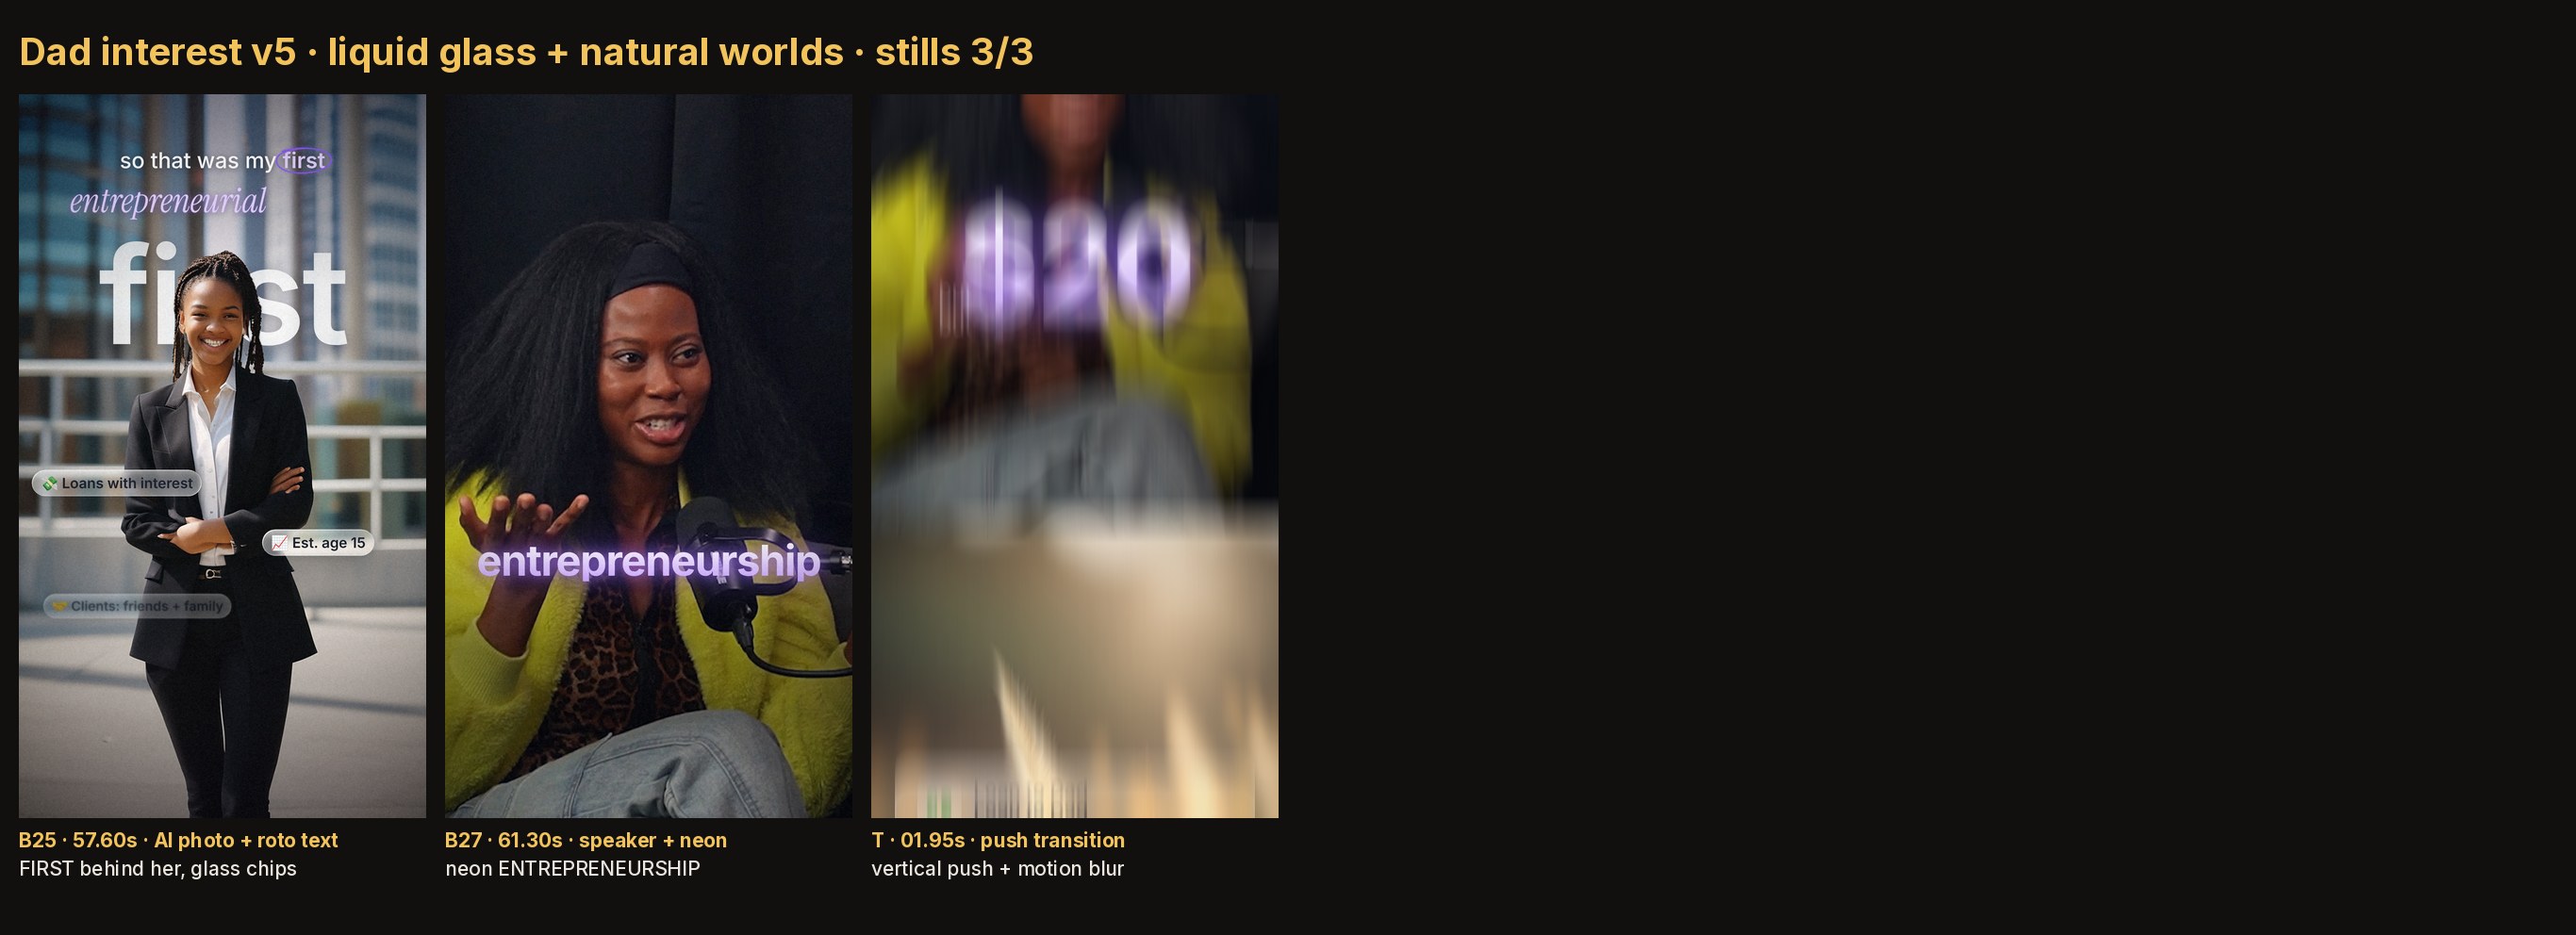 Dad interest v5 · liquid glass + natural worlds · stills 3/3
so that was my first
entrepreneurial
first
💸 Loans with interest
📈 Est. age 15
🤝 Clients: friends + family
entrepreneurship
$20
B25 · 57.60s · AI photo + roto text
FIRST behind her, glass chips
B27 · 61.30s · speaker + neon
neon ENTREPRENEURSHIP
T · 01.95s · push transition
vertical push + motion blur